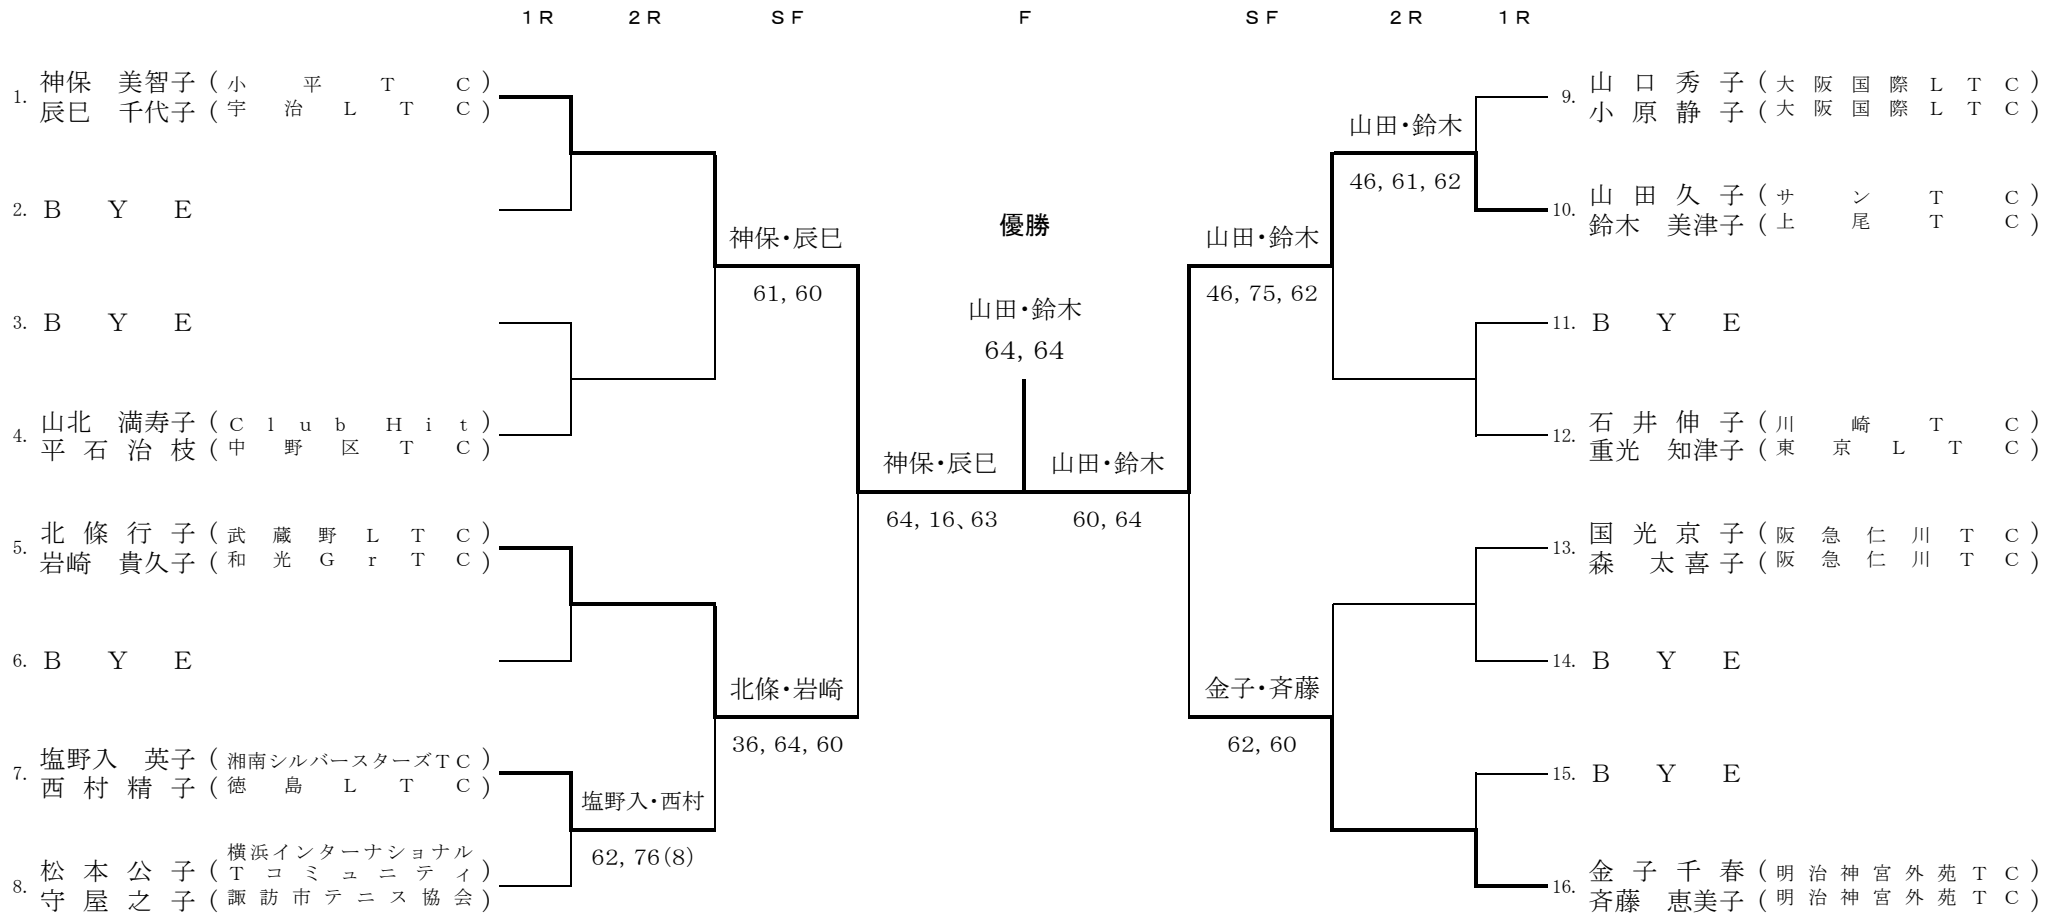 1R 2R SF F SF 2R 1R
1. 神保 美智子 (小平TC)
辰巳 千代子 (宇治LTC)
2. BYE
3. BYE
4. 山北 満寿子 (Club Hit)
平石治枝 (中野区TC)
5. 北條行子 (武蔵野LTC)
岩崎 貴久子 (和光GrTC)
6. BYE
7. 塩野入 英子 (湘南シルバースターズTC)
西村精子 (徳島LTC)
8. 松本公子 (横浜インターナショナルTコミュニティ)
守屋之子 (諏訪市テニス協会)
塩野入・西村
62, 76(8)
神保・辰巳
61, 60
北條・岩崎
36, 64, 60
神保・辰巳
64, 16、63
優勝
山田・鈴木
64, 64
山田・鈴木
60, 64
山田・鈴木
46, 75, 62
金子・斉藤
62, 60
山田・鈴木
46, 61, 62
9. 山口秀子 (大阪国際LTC)
小原静子 (大阪国際LTC)
10. 山田久子 (サンTC)
鈴木 美津子 (上尾TC)
11. BYE
12. 石井伸子 (川崎TC)
重光 知津子 (東京LTC)
13. 国光京子 (阪急仁川TC)
森 太喜子 (阪急仁川TC)
14. BYE
15. BYE
16. 金子千春 (明治神宮外苑TC)
斉藤 恵美子 (明治神宮外苑TC)